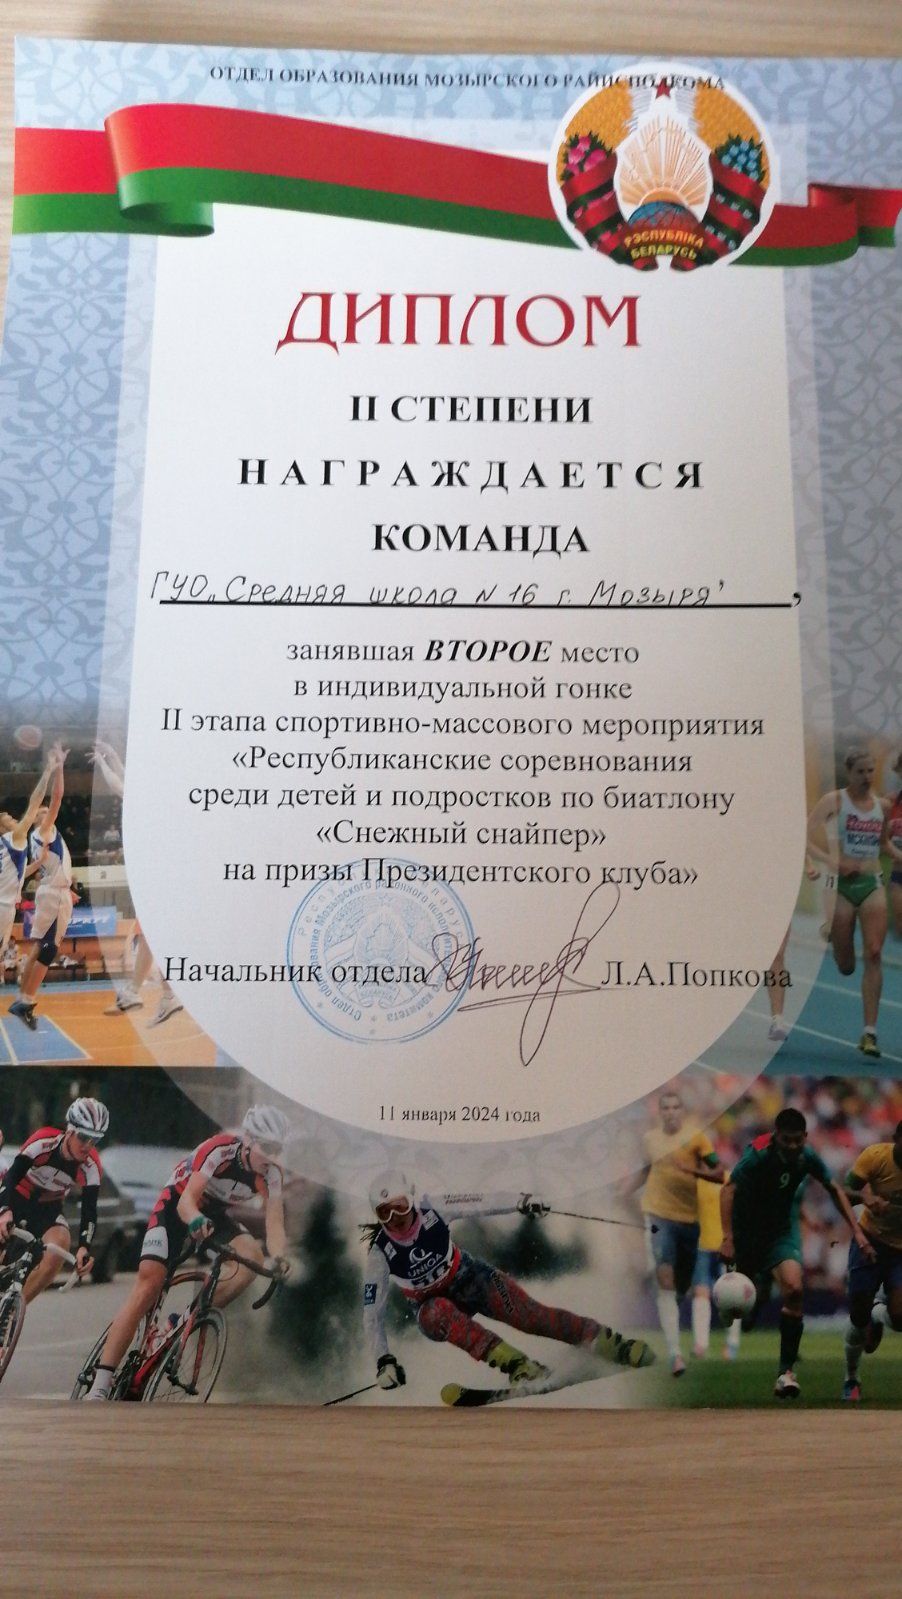 ОТДЕЛ ОБРАЗОВАНИЯ МОЗЫРСКОГО РАЙИСПОЛКОМА
РЭСПУБЛІКА
БЕЛАРУСЬ
ДИПЛОМ
II СТЕПЕНИ
НАГРАЖДАЕТСЯ
КОМАНДА
ГУО „Средняя школа N 16 г. Мозыря",
занявшая ВТОРОЕ место
в индивидуальной гонке
II этапа спортивно-массового мероприятия
«Республиканские соревнования
среди детей и подростков по биатлону
«Снежный снайпер»
на призы Президентского клуба»
Начальник отдела Л.А.Попкова
11 января 2024 года
9
UNIQA